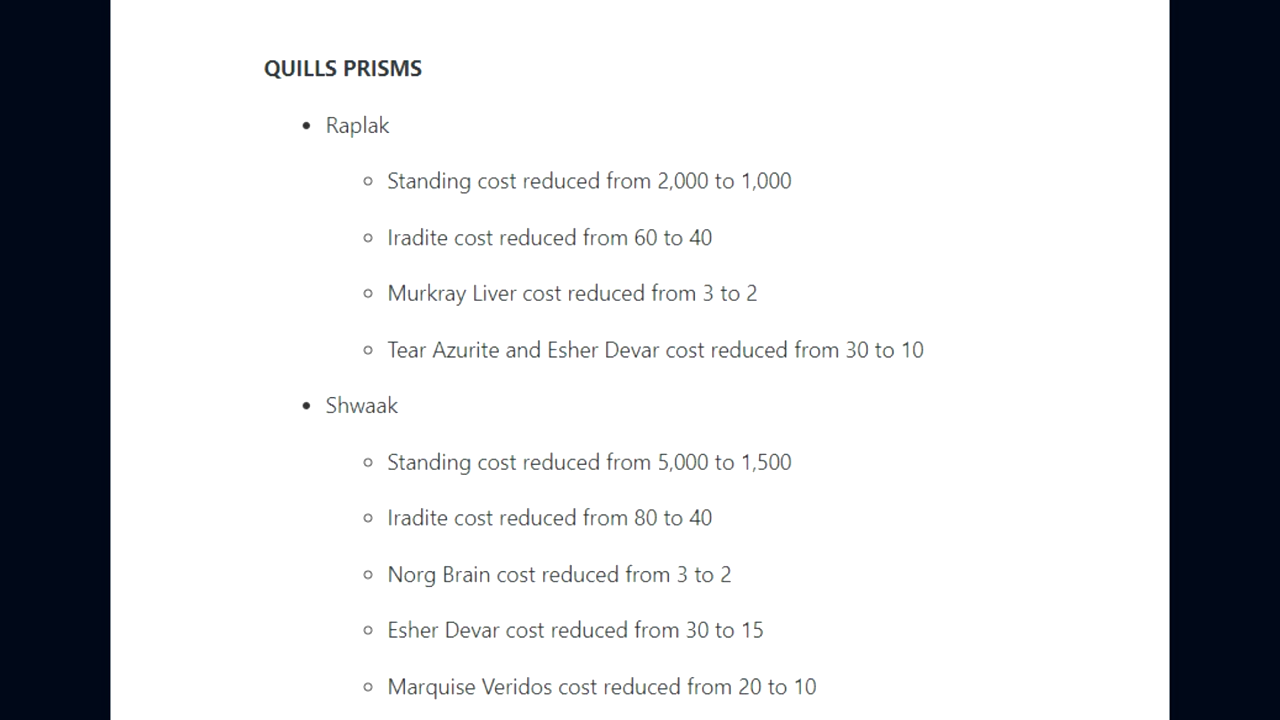 QUILLS PRISMS
• Raplak
○ Standing cost reduced from 2,000 to 1,000
○ Iradite cost reduced from 60 to 40
○ Murkray Liver cost reduced from 3 to 2
○ Tear Azurite and Esher Devar cost reduced from 30 to 10
• Shwaak
○ Standing cost reduced from 5,000 to 1,500
○ Iradite cost reduced from 80 to 40
○ Norg Brain cost reduced from 3 to 2
○ Esher Devar cost reduced from 30 to 15
○ Marquise Veridos cost reduced from 20 to 10